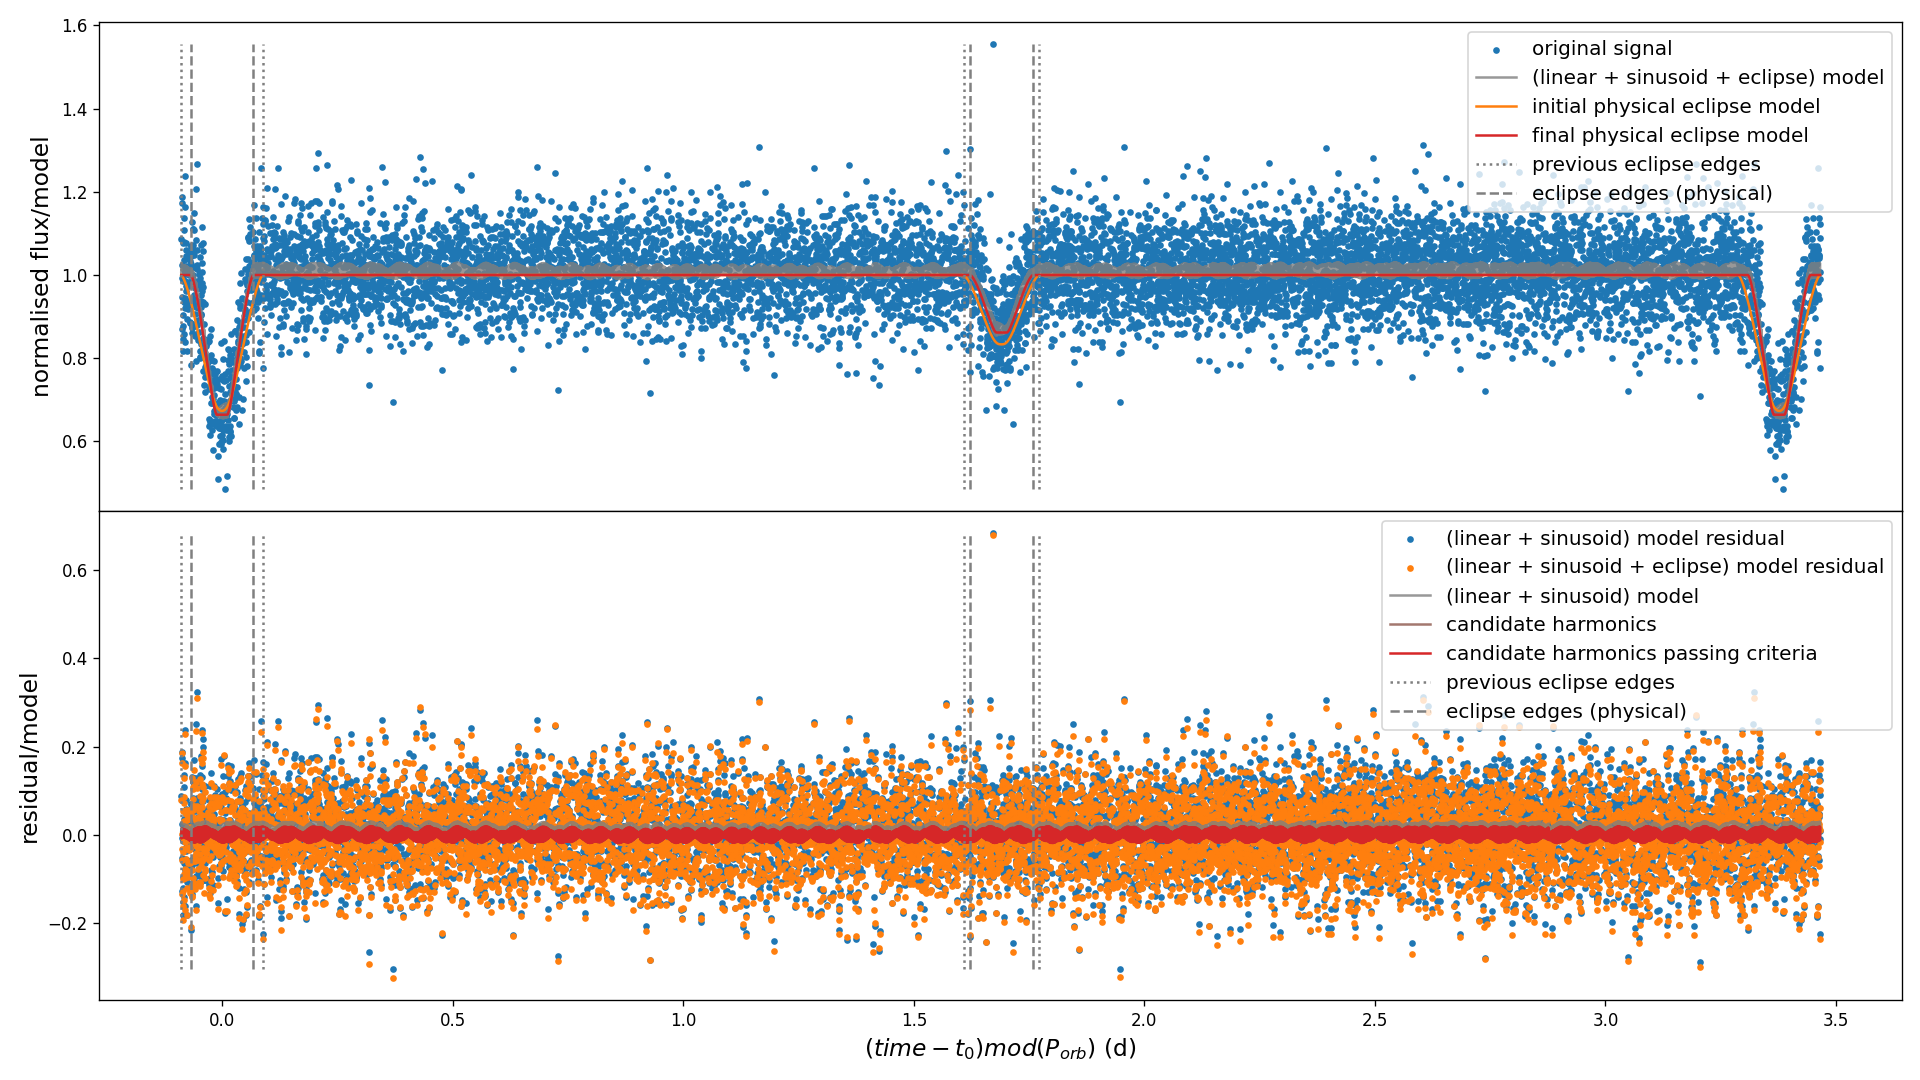 normalised flux/model
1.6
1.4
1.2
1.0
0.8
0.6
original signal
(linear + sinusoid + eclipse) model
initial physical eclipse model
final physical eclipse model
previous eclipse edges
eclipse edges (physical)
residual/model
0.6
0.4
0.2
0.0
−0.2
(linear + sinusoid) model residual
(linear + sinusoid + eclipse) model residual
(linear + sinusoid) model
candidate harmonics
candidate harmonics passing criteria
previous eclipse edges
eclipse edges (physical)
0.0 0.5 1.0 1.5 2.0 2.5 3.0 3.5
(time − t₀)mod(P_orb) (d)